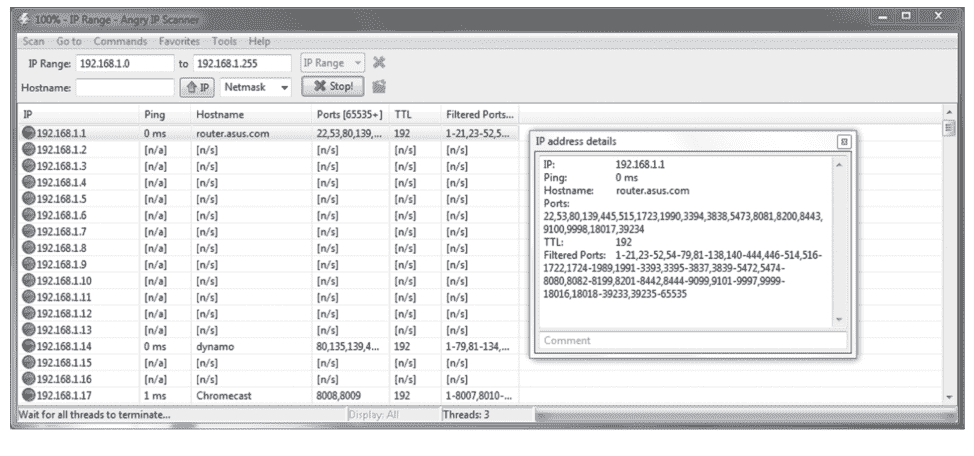 100% - IP Range - Angry IP Scanner
Scan Go to Commands Favorites Tools Help
IP Range: 192.168.1.0 to 192.168.1.255 IP Range
Hostname: IP Netmask Stop!
IP Ping Hostname Ports [65535+] TTL Filtered Ports...
192.168.1.1 0 ms router.asus.com 22,53,80,139,... 192 1-21,23-52,5...
192.168.1.2 [n/a] [n/s] [n/s] [n/s] [n/s]
192.168.1.3 [n/a] [n/s] [n/s] [n/s] [n/s]
192.168.1.4 [n/a] [n/s] [n/s] [n/s] [n/s]
192.168.1.5 [n/a] [n/s] [n/s] [n/s] [n/s]
192.168.1.6 [n/a] [n/s] [n/s] [n/s] [n/s]
192.168.1.7 [n/a] [n/s] [n/s] [n/s] [n/s]
192.168.1.8 [n/a] [n/s] [n/s] [n/s] [n/s]
192.168.1.9 [n/a] [n/s] [n/s] [n/s] [n/s]
192.168.1.10 [n/a] [n/s] [n/s] [n/s] [n/s]
192.168.1.11 [n/a] [n/s] [n/s] [n/s] [n/s]
192.168.1.12 [n/a] [n/s] [n/s] [n/s] [n/s]
192.168.1.13 [n/a] [n/s] [n/s] [n/s] [n/s]
192.168.1.14 0 ms dynamo 80,135,139,4... 192 1-79,81-134,...
192.168.1.15 [n/a] [n/s] [n/s] [n/s] [n/s]
192.168.1.16 [n/a] [n/s] [n/s] [n/s] [n/s]
192.168.1.17 1 ms Chromecast 8008,8009 192 1-8007,8010-...
Wait for all threads to terminate... Display: All Threads: 3
IP address details
IP: 192.168.1.1
Ping: 0 ms
Hostname: router.asus.com
Ports:
22,53,80,139,445,515,1723,1990,3394,3838,5473,8081,8200,8443,
9100,9998,18017,39234
TTL: 192
Filtered Ports: 1-21,23-52,54-79,81-138,140-444,446-514,516-
1722,1724-1989,1991-3393,3395-3837,3839-5472,5474-
8080,8082-8199,8201-8442,8444-9099,9101-9997,9999-
18016,18018-39233,39235-65535
Comment